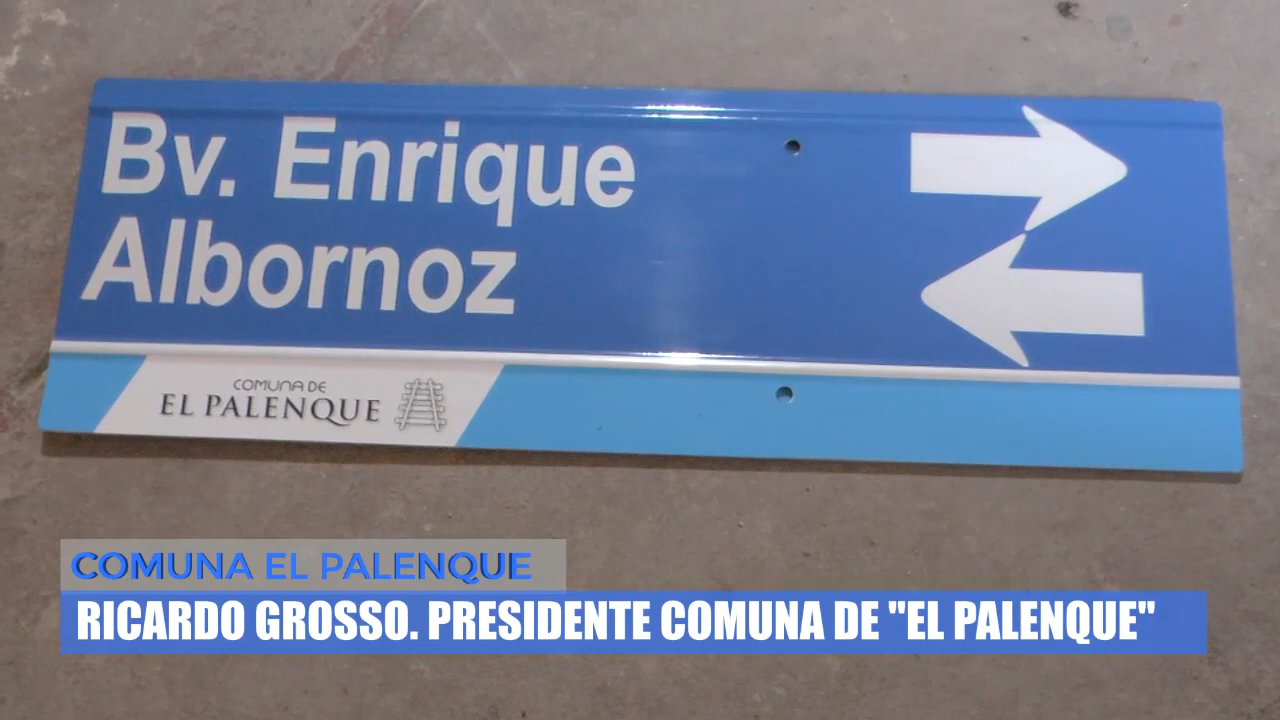 Bv. Enrique
Albornoz
COMUNA DE
EL PALENQUE
COMUNA EL PALENQUE
RICARDO GROSSO. PRESIDENTE COMUNA DE "EL PALENQUE"